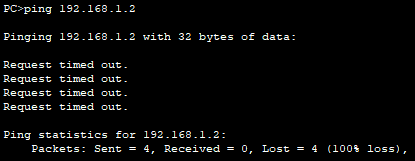 PC>ping 192.168.1.2
Pinging 192.168.1.2 with 32 bytes of data:
Request timed out.
Request timed out.
Request timed out.
Request timed out.
Ping statistics for 192.168.1.2:
Packets: Sent = 4, Received = 0, Lost = 4 (100% loss),